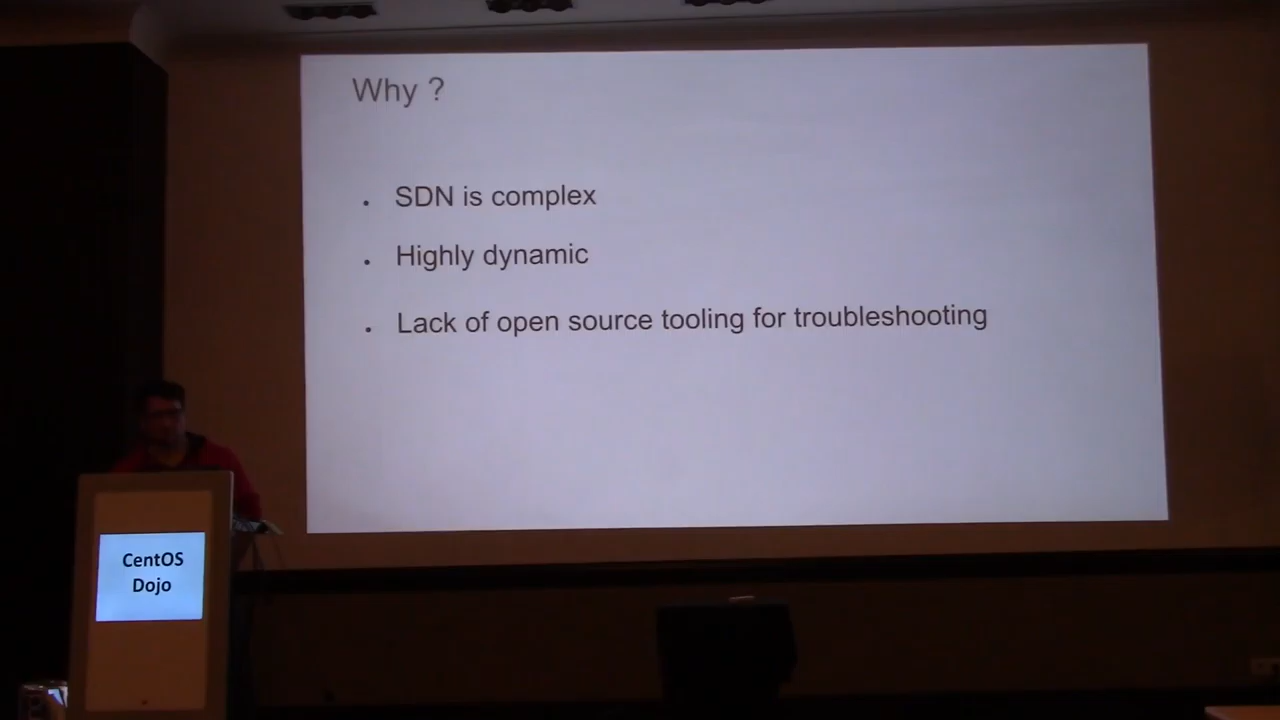 Why ?
. SDN is complex
. Highly dynamic
. Lack of open source tooling for troubleshooting
CentOS
Dojo